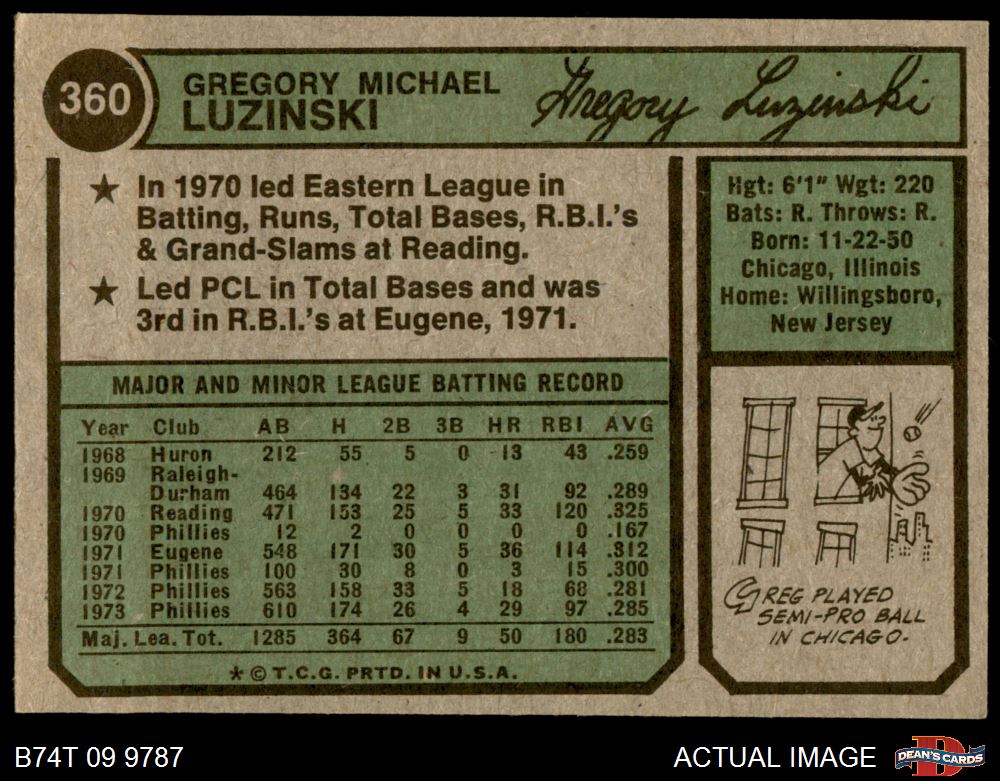 360
GREGORY MICHAEL
LUZINSKI
Gregory Luzinski
★ In 1970 led Eastern League in
Batting, Runs, Total Bases, R.B.I.'s
& Grand-Slams at Reading.
★ Led PCL in Total Bases and was
3rd in R.B.I.'s at Eugene, 1971.
Hgt: 6'1" Wgt: 220
Bats: R. Throws: R.
Born: 11-22-50
Chicago, Illinois
Home: Willingsboro,
New Jersey
MAJOR AND MINOR LEAGUE BATTING RECORD
Year Club AB H 2B 3B HR RBI AVG
1968 Huron 212 55 5 0 13 43 .259
1969 Raleigh-
Durham 464 134 22 3 31 92 .289
1970 Reading 471 153 25 5 33 120 .325
1970 Phillies 12 2 0 0 0 0 .167
1971 Eugene 548 171 30 5 36 114 .312
1971 Phillies 100 30 8 0 3 15 .300
1972 Phillies 563 158 33 5 18 68 .281
1973 Phillies 610 174 26 4 29 97 .285
Maj. Lea. Tot. 1285 364 67 9 50 180 .283
* © T.C.G. PRTD. IN U.S.A.
GREG PLAYED
SEMI-PRO BALL
IN CHICAGO.
B74T 09 9787
ACTUAL IMAGE
D
DEAN'S CARDS